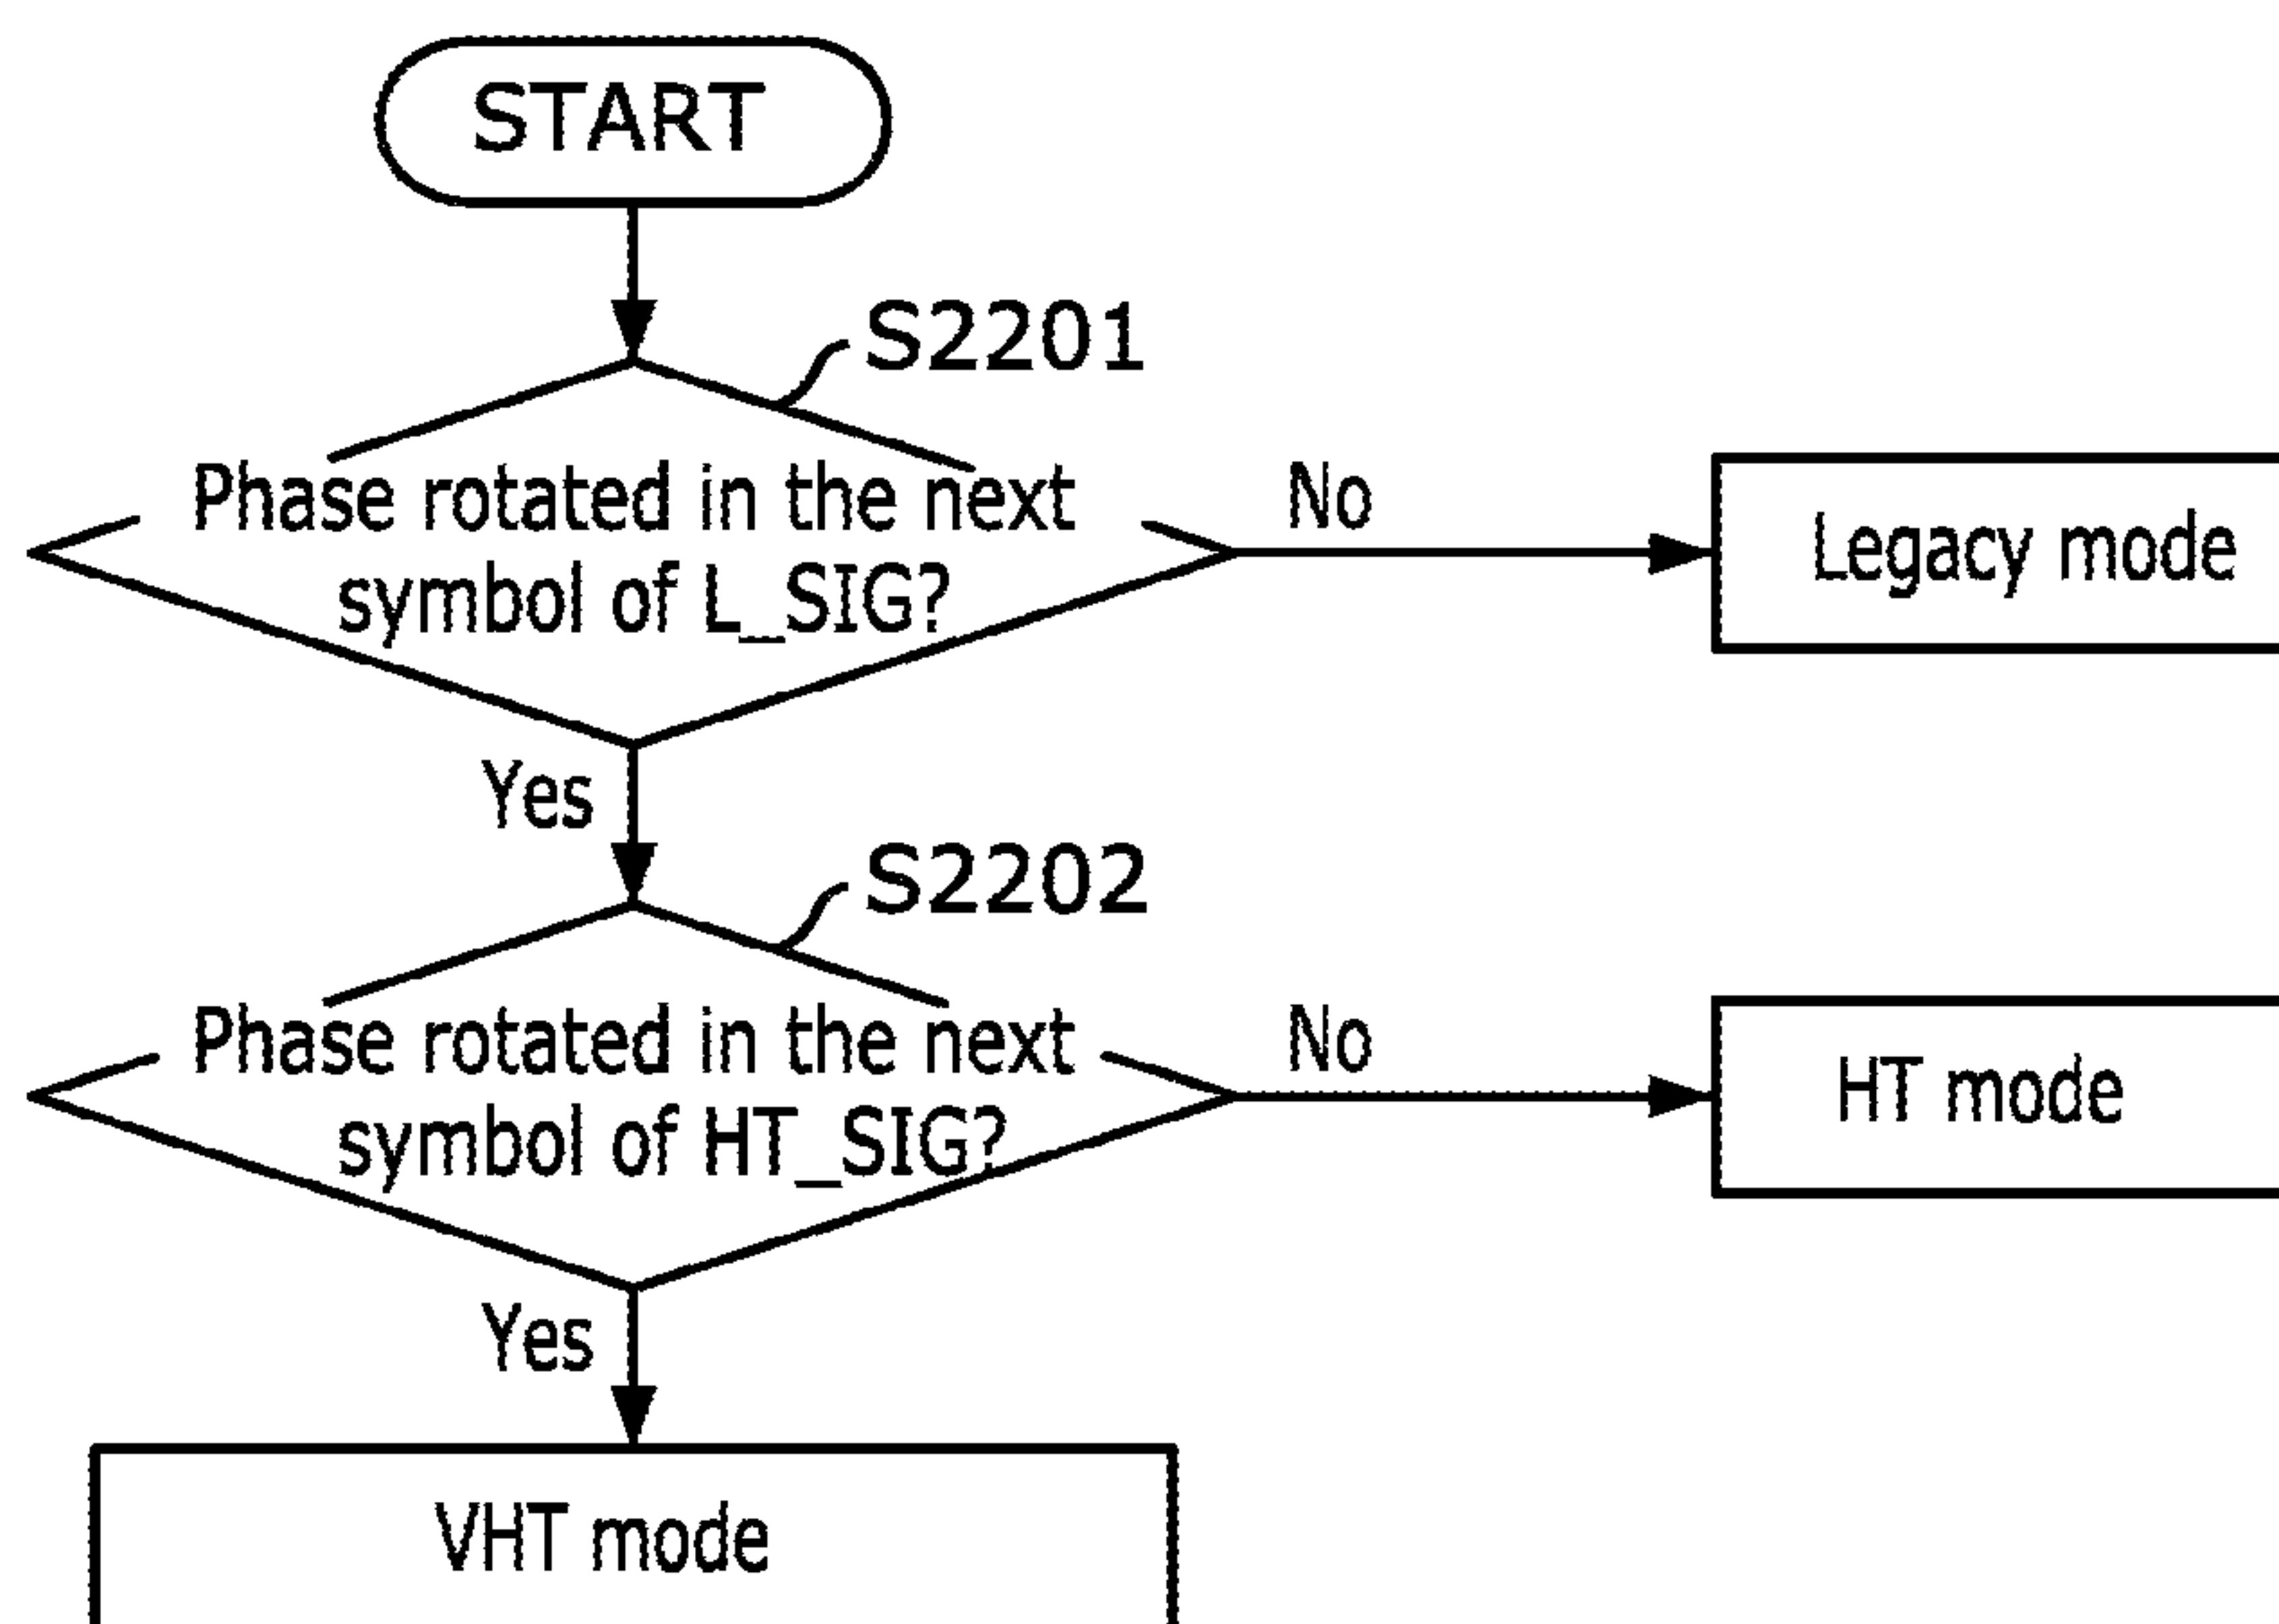 START
S2201
Phase rotated in the next
symbol of L_SIG?
No
Legacy mode
Yes
S2202
Phase rotated in the next
symbol of HT_SIG?
No
HT mode
Yes
VHT mode